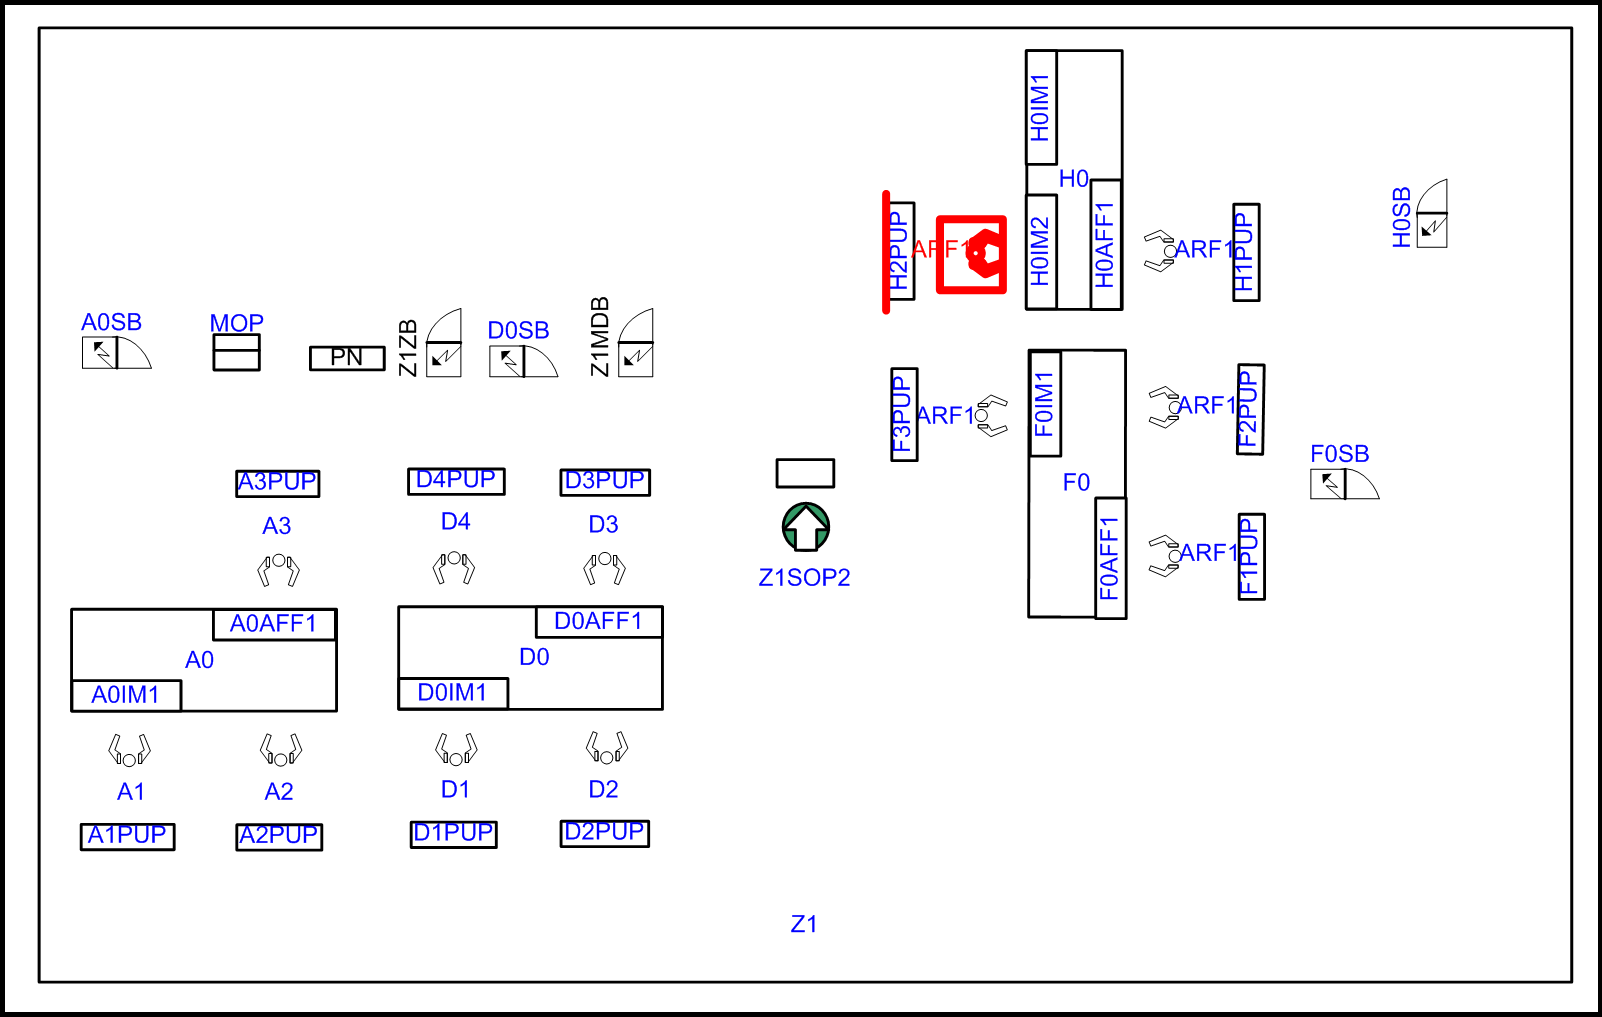 H0IM1
H0
H0SB
H2PUP
ARF1
H0IM2
H0AFF1
ARF1
H1PUP
A0SB
MOP
PN
Z1ZB
D0SB
Z1MDB
F3PUP
ARF1
F0IM1
ARF1
F2PUP
F0SB
A3PUP
D4PUP
D3PUP
F0
A3
D4
D3
Z1SOP2
F0AFF1
ARF1
F1PUP
A0AFF1
D0AFF1
A0
D0
A0IM1
D0IM1
A1
A2
D1
D2
A1PUP
A2PUP
D1PUP
D2PUP
Z1